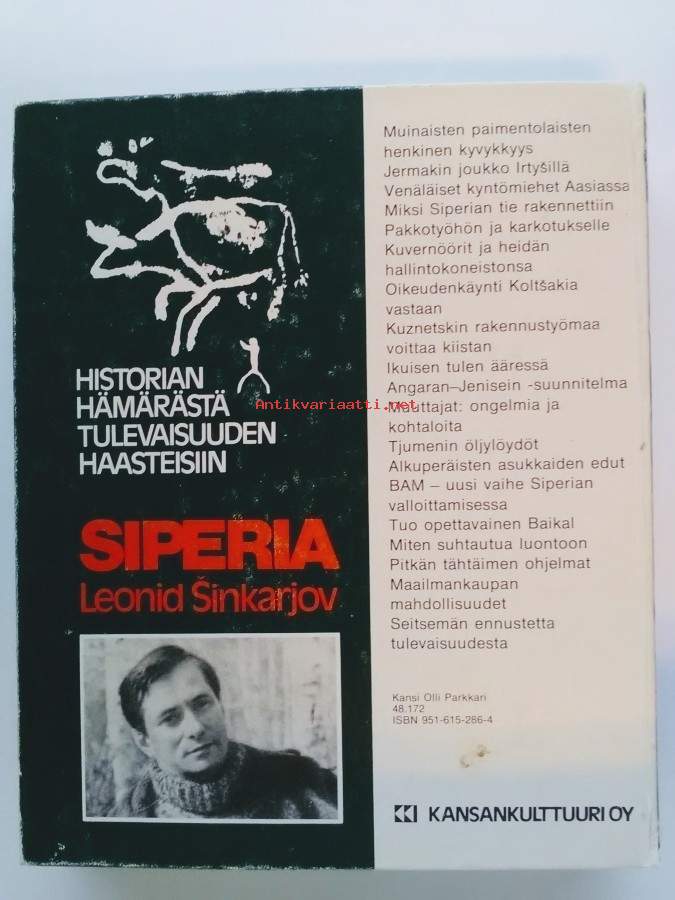 HISTORIAN
HÄMÄRÄSTÄ
TULEVAISUUDEN
HAASTEISIIN
SIPERIA
Leonid Šinkarjov
Muinaisten paimentolaisten
henkinen kyvykkyys
Jermakin joukko Irtyšillä
Venäläiset kyntömiehet Aasiassa
Miksi Siperian tie rakennettiin
Pakkotyöhön ja karkotukselle
Kuvernöörit ja heidän
hallintokoneistonsa
Oikeudenkäynti Koltšakia
vastaan
Kuznetskin rakennustyömaa
voittaa kiistan
Ikuisen tulen ääressä
Angaran–Jenisein -suunnitelma
Muuttajat: ongelmia ja
kohtaloita
Tjumenin öljylöydöt
Alkuperäisten asukkaiden edut
BAM – uusi vaihe Siperian
valloittamisessa
Tuo opettavainen Baikal
Miten suhtautua luontoon
Pitkän tähtäimen ohjelmat
Maailmankaupan
mahdollisuudet
Seitsemän ennustetta
tulevaisuudesta
Kansi Olli Parkkari
48.172
ISBN 951-615-286-4
KANSANKULTTUURI OY
Antikvariaatti.net